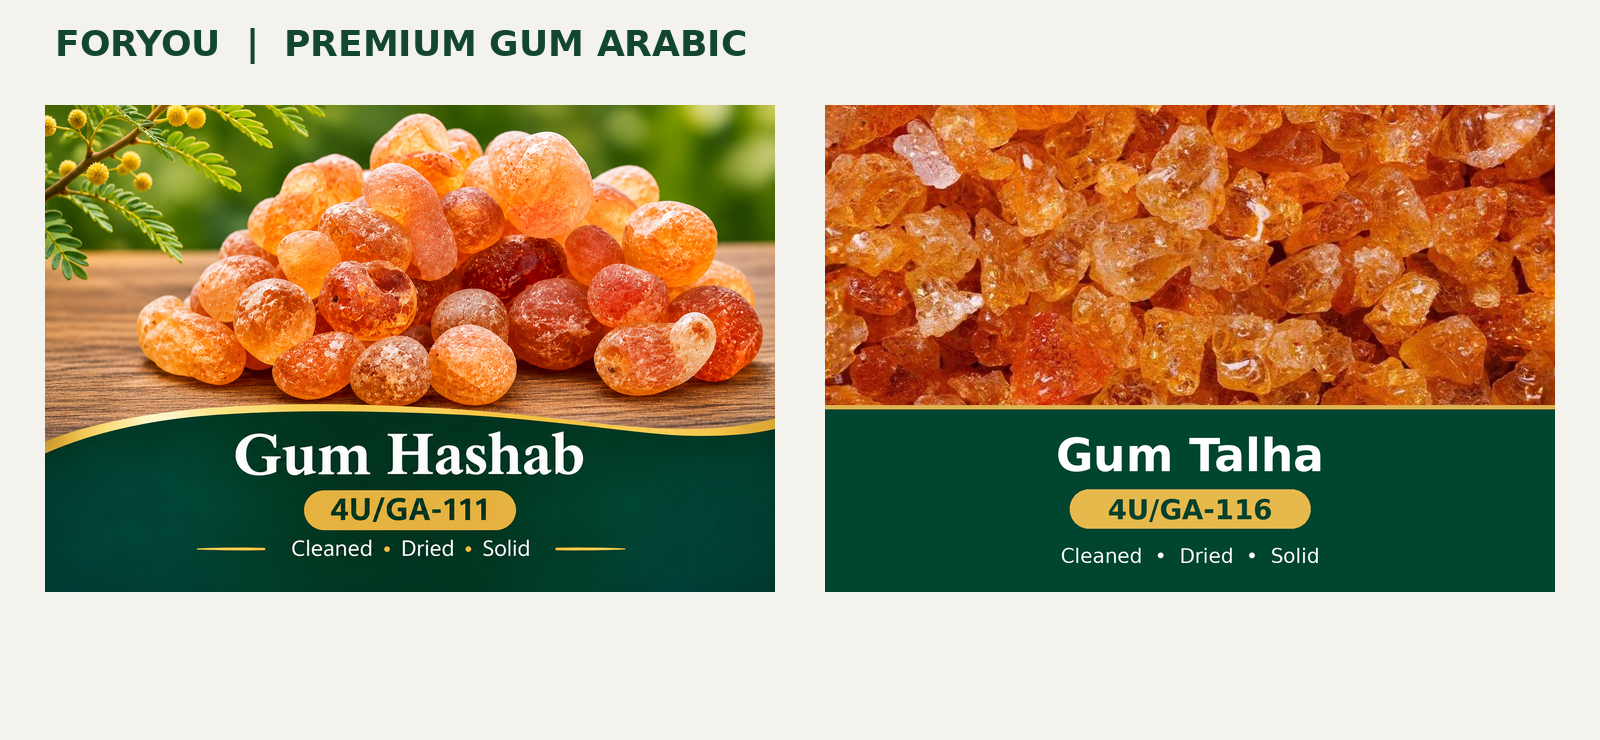 FORYOU | PREMIUM GUM ARABIC
Gum Hashab
4U/GA-111
Cleaned • Dried • Solid
Gum Talha
4U/GA-116
Cleaned • Dried • Solid